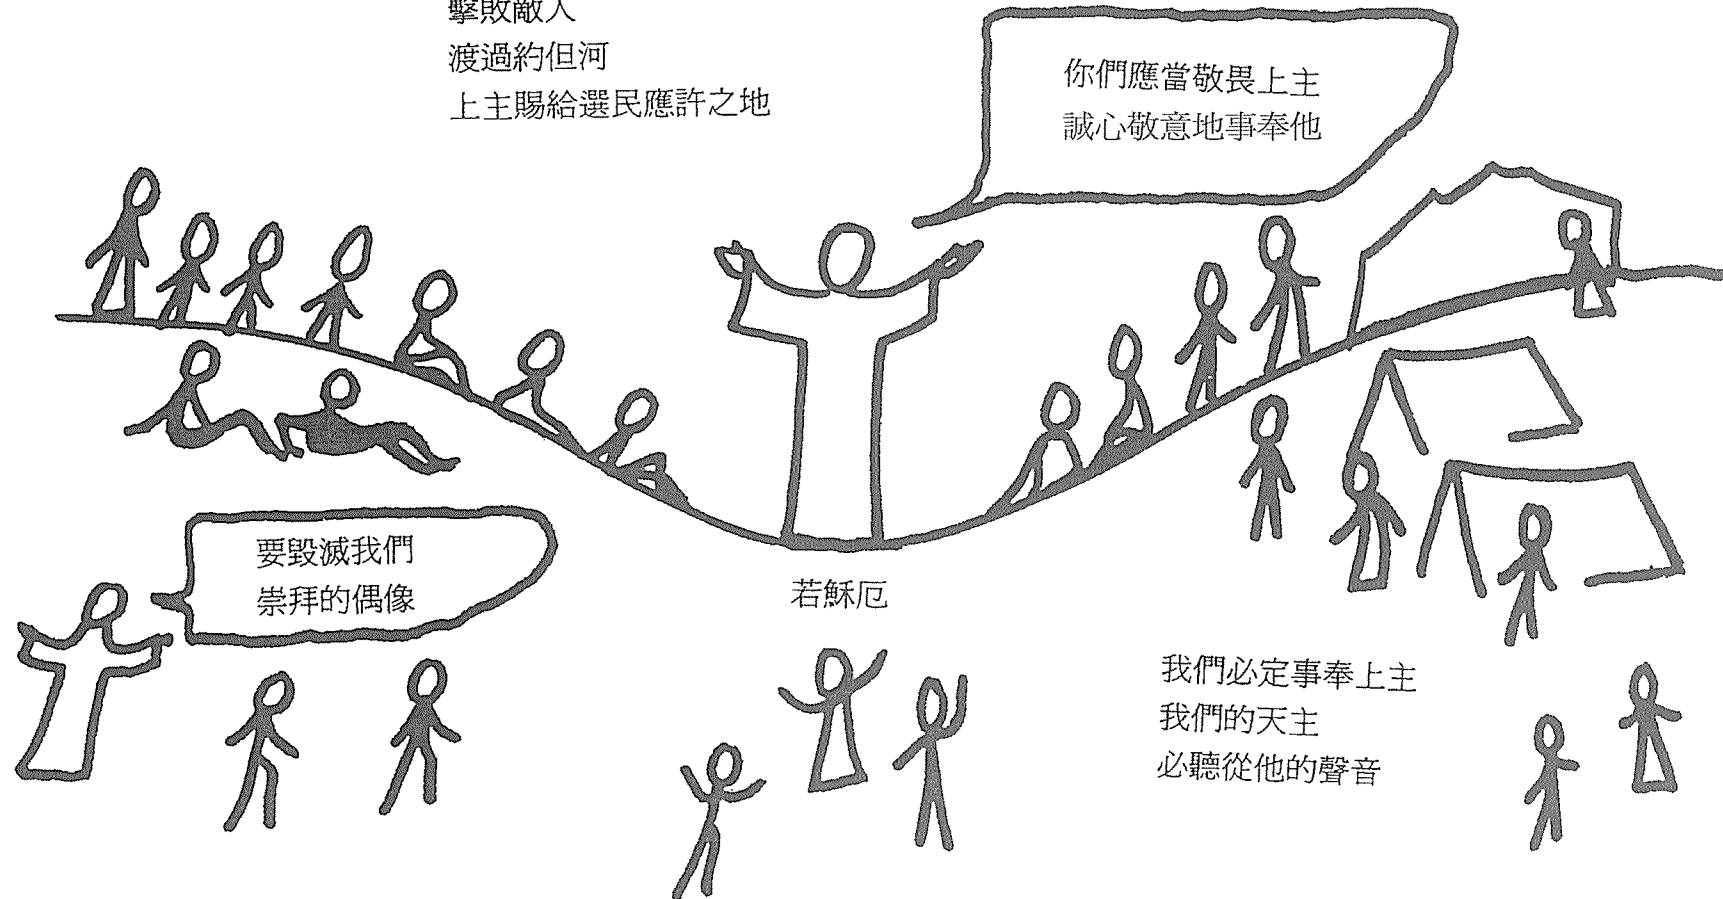 擊敗敵人
渡過約但河
上主賜給選民應許之地
你們應當敬畏上主
誠心敬意地事奉他
要毀滅我們
崇拜的偶像
若穌厄
我們必定事奉上主
我們的天主
必聽從他的聲音